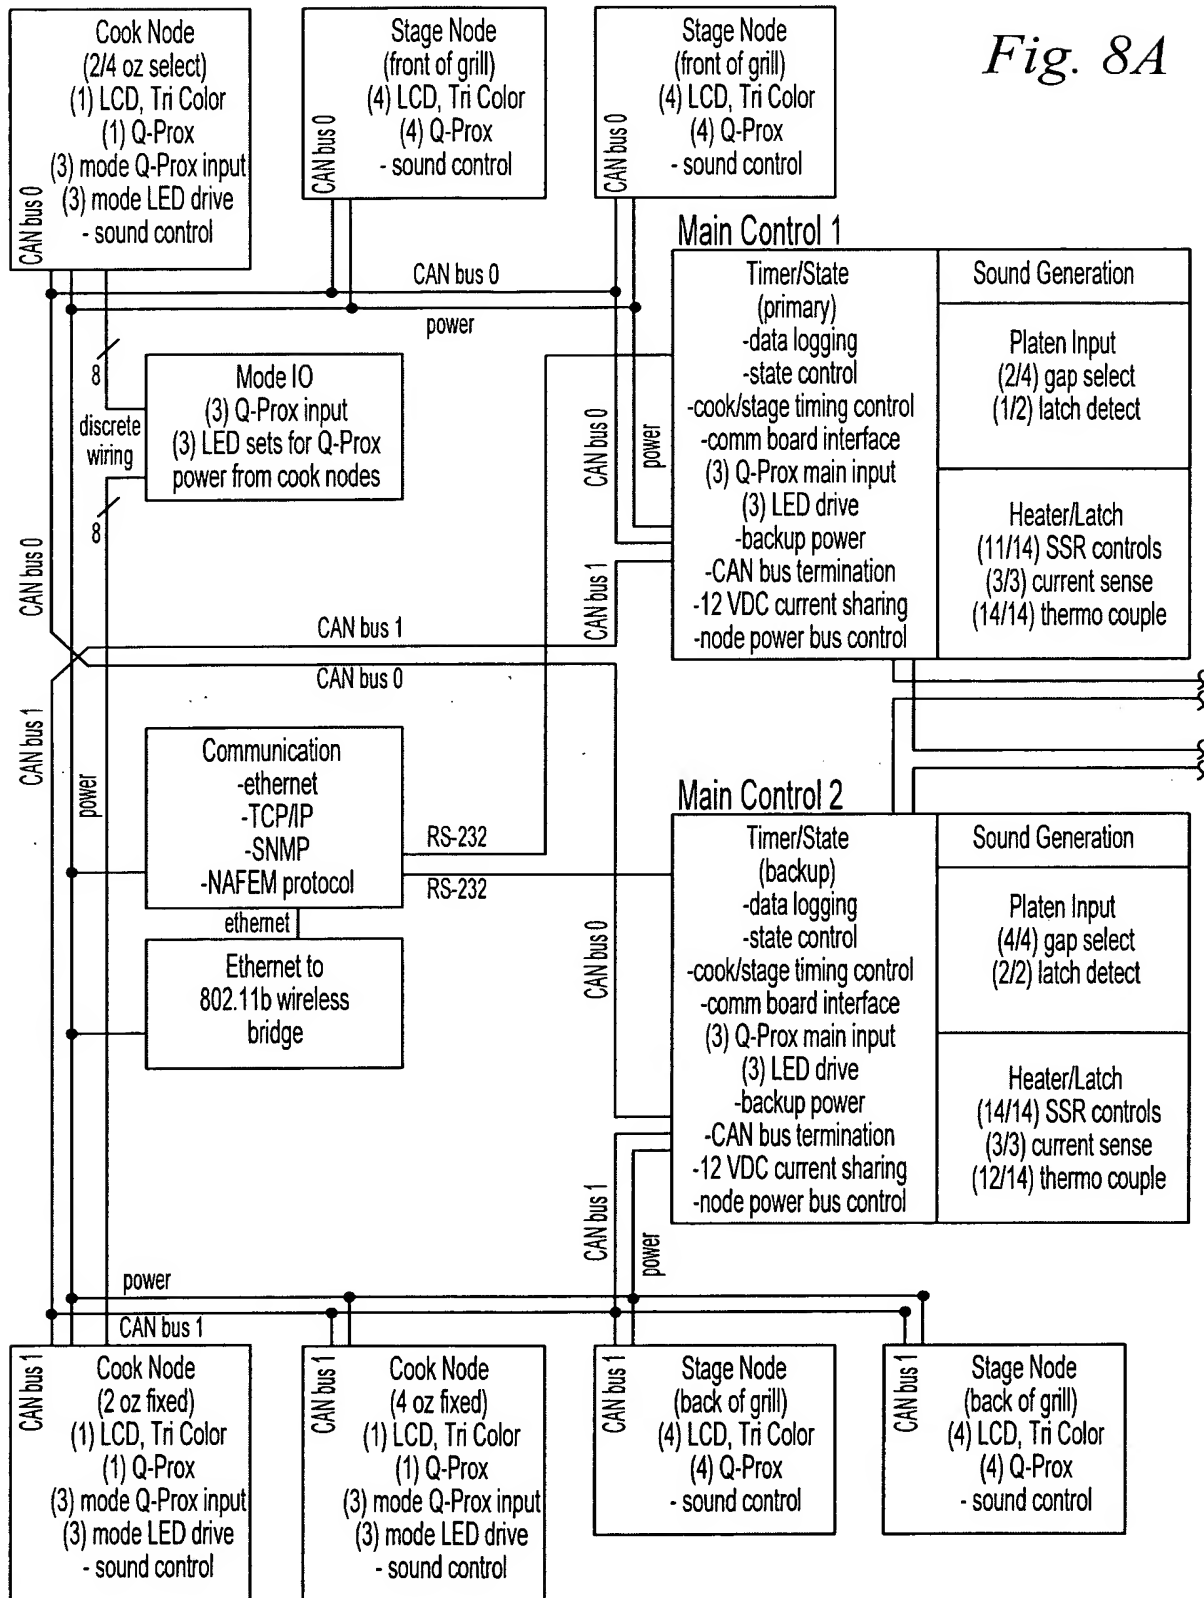 Fig. 8A
Cook Node
(2/4 oz select)
(1) LCD, Tri Color
(1) Q-Prox
(3) mode Q-Prox input
(3) mode LED drive
- sound control
CAN bus 0
Stage Node
(front of grill)
(4) LCD, Tri Color
(4) Q-Prox
- sound control
CAN bus 0
Stage Node
(front of grill)
(4) LCD, Tri Color
(4) Q-Prox
- sound control
CAN bus 0
CAN bus 0
power
8
discrete
wiring
8
Mode IO
(3) Q-Prox input
(3) LED sets for Q-Prox
power from cook nodes
CAN bus 0
power
Main Control 1
Timer/State
(primary)
-data logging
-state control
-cook/stage timing control
-comm board interface
(3) Q-Prox main input
(3) LED drive
-backup power
-CAN bus termination
-12 VDC current sharing
-node power bus control
Sound Generation
Platen Input
(2/4) gap select
(1/2) latch detect
Heater/Latch
(11/14) SSR controls
(3/3) current sense
(14/14) thermo couple
CAN bus 0
CAN bus 1
CAN bus 1
CAN bus 0
CAN bus 1
power
Communication
-ethernet
-TCP/IP
-SNMP
-NAFEM protocol
RS-232
RS-232
ethernet
Ethernet to
802.11b wireless
bridge
CAN bus 0
Main Control 2
Timer/State
(backup)
-data logging
-state control
-cook/stage timing control
-comm board interface
(3) Q-Prox main input
(3) LED drive
-backup power
-CAN bus termination
-12 VDC current sharing
-node power bus control
Sound Generation
Platen Input
(4/4) gap select
(2/2) latch detect
Heater/Latch
(14/14) SSR controls
(3/3) current sense
(12/14) thermo couple
CAN bus 1
power
power
CAN bus 1
CAN bus 1
Cook Node
(2 oz fixed)
(1) LCD, Tri Color
(1) Q-Prox
(3) mode Q-Prox input
(3) mode LED drive
- sound control
CAN bus 1
Cook Node
(4 oz fixed)
(1) LCD, Tri Color
(1) Q-Prox
(3) mode Q-Prox input
(3) mode LED drive
- sound control
CAN bus 1
Stage Node
(back of grill)
(4) LCD, Tri Color
(4) Q-Prox
- sound control
CAN bus 1
Stage Node
(back of grill)
(4) LCD, Tri Color
(4) Q-Prox
- sound control